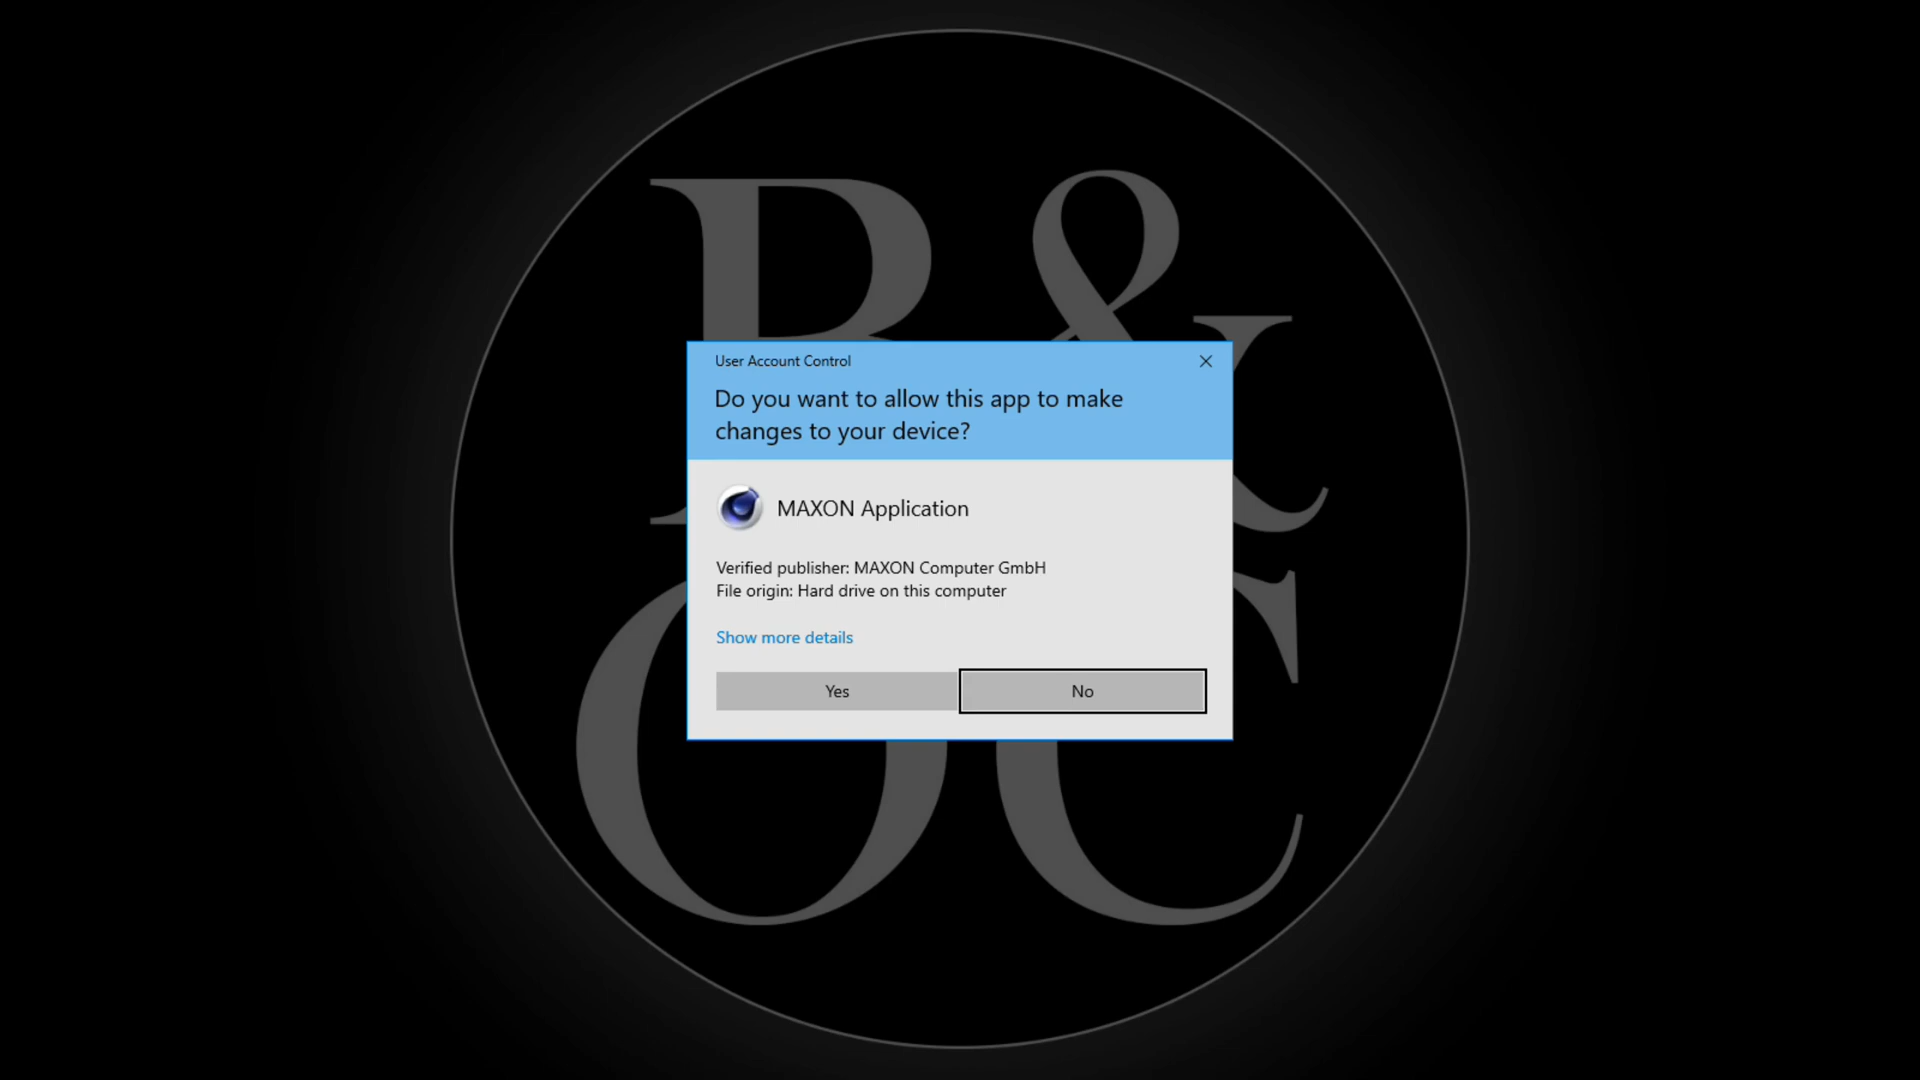 R &
User Account Control
Do you want to allow this app to make
changes to your device?
MAXON Application
Verified publisher: MAXON Computer GmbH
File origin: Hard drive on this computer
Show more details
Yes No
O C